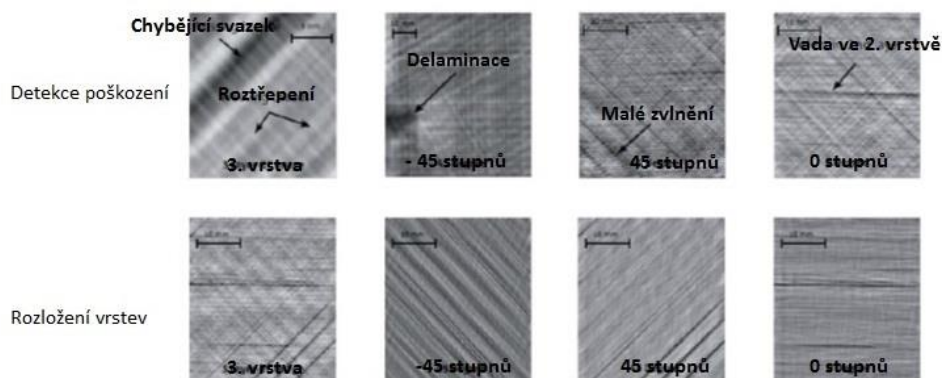 Chybějící svazek
Detekce poškození
Roztřepení
3. vrstva
Delaminace
- 45 stupnů
Malé zvlnění
45 stupnů
Vada ve 2. vrstvě
0 stupnů
Rozložení vrstev
3. vrstva
-45 stupnů
45 stupnů
0 stupnů